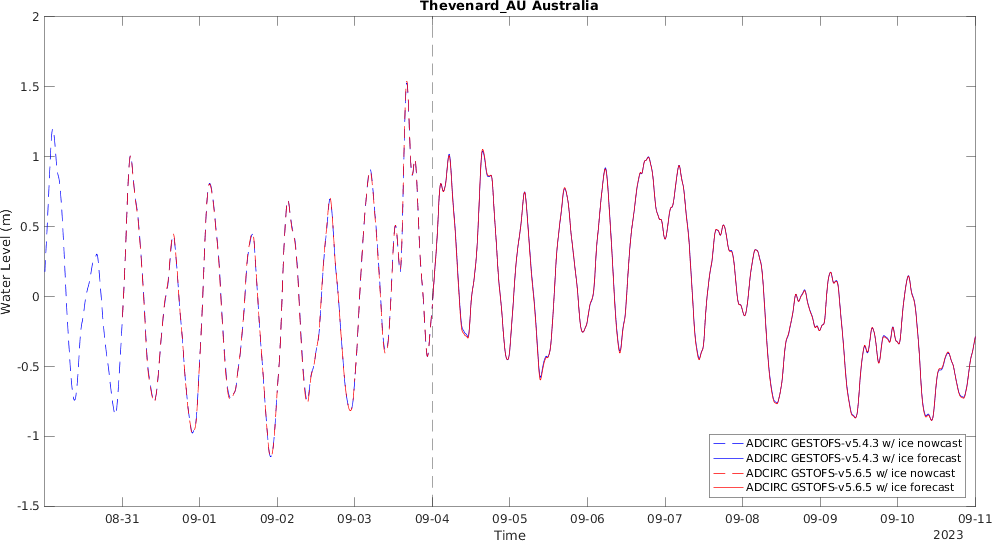 Thevenard_AU Australia
2
1.5
1
0.5
0
-0.5
-1
-1.5
Water Level (m)
08-31 09-01 09-02 09-03 09-04 09-05 09-06 09-07 09-08 09-09 09-10 09-11
Time
2023
ADCIRC GESTOFS-v5.4.3 w/ ice nowcast
ADCIRC GESTOFS-v5.4.3 w/ ice forecast
ADCIRC GSTOFS-v5.6.5 w/ ice nowcast
ADCIRC GSTOFS-v5.6.5 w/ ice forecast